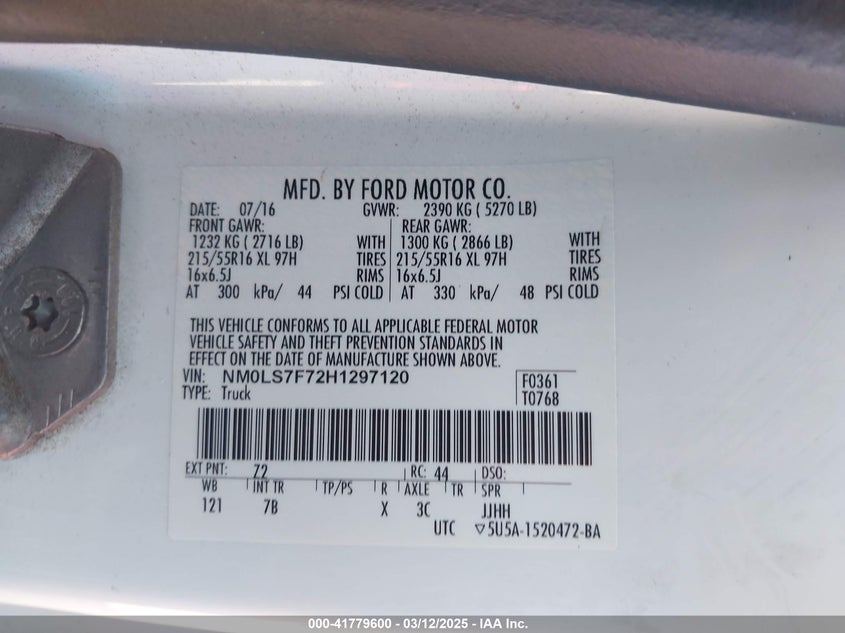 MFD. BY FORD MOTOR CO.
DATE: 07/16 GVWR: 2390 KG ( 5270 LB)
FRONT GAWR: REAR GAWR:
1232 KG ( 2716 LB) WITH 1300 KG ( 2866 LB) WITH
215/55R16 XL 97H TIRES 215/55R16 XL 97H TIRES
16x6.5J RIMS 16x6.5J RIMS
AT 300 kPa/ 44 PSI COLD AT 330 kPa/ 48 PSI COLD
THIS VEHICLE CONFORMS TO ALL APPLICABLE FEDERAL MOTOR
VEHICLE SAFETY AND THEFT PREVENTION STANDARDS IN
EFFECT ON THE DATE OF MANUFACTURE SHOWN ABOVE.
VIN: NM0LS7F72H1297120 F0361
TYPE: Truck T0768
EXT PNT: Z2 RC: 44 DSO:
WB INT TR TP/PS R AXLE TR SPR
121 7B X 3C JJHH
UTC ▽5U5A-1520472-BA
000-41779600 - 03/12/2025 - IAA Inc.